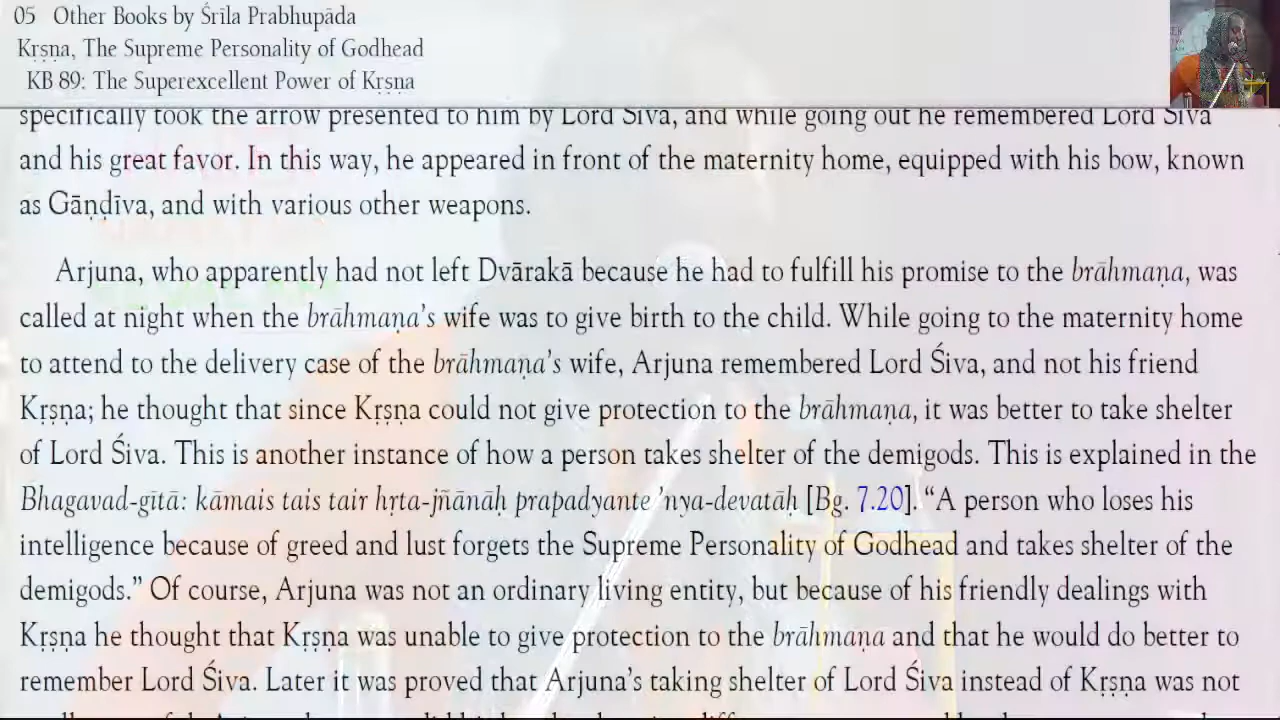 05 Other Books by Śrīla Prabhupāda
Kṛṣṇa, The Supreme Personality of Godhead
KB 89: The Superexcellent Power of Kṛṣṇa
specifically took the arrow presented to him by Lord Śiva, and while going out he remembered Lord Śiva
and his great favor. In this way, he appeared in front of the maternity home, equipped with his bow, known
as Gāṇḍīva, and with various other weapons.
Arjuna, who apparently had not left Dvārakā because he had to fulfill his promise to the brāhmaṇa, was
called at night when the brāhmaṇa’s wife was to give birth to the child. While going to the maternity home
to attend to the delivery case of the brāhmaṇa’s wife, Arjuna remembered Lord Śiva, and not his friend
Kṛṣṇa; he thought that since Kṛṣṇa could not give protection to the brāhmaṇa, it was better to take shelter
of Lord Śiva. This is another instance of how a person takes shelter of the demigods. This is explained in the
Bhagavad-gītā: kāmais tais tair hṛta-jñānāḥ prapadyante ’nya-devatāḥ [Bg. 7.20]. “A person who loses his
intelligence because of greed and lust forgets the Supreme Personality of Godhead and takes shelter of the
demigods.” Of course, Arjuna was not an ordinary living entity, but because of his friendly dealings with
Kṛṣṇa he thought that Kṛṣṇa was unable to give protection to the brāhmaṇa and that he would do better to
remember Lord Śiva. Later it was proved that Arjuna’s taking shelter of Lord Śiva instead of Kṛṣṇa was not